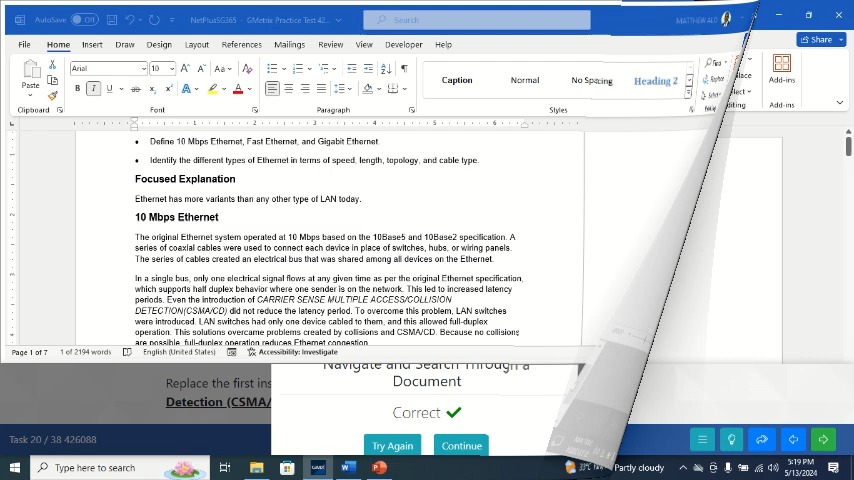 AutoSave Off NetPlusSG365 - GMetrix Practice Test 42... Search
File Home Insert Draw Design Layout References Mailings Review View Developer Help Share
Paste Arial 10 Aa Caption Normal No Spacing Heading 2 Find Replace Select Add-ins
Clipboard Font Paragraph Styles Editing Add-ins
• Define 10 Mbps Ethernet, Fast Ethernet, and Gigabit Ethernet.
• Identify the different types of Ethernet in terms of speed, length, topology, and cable type.
Focused Explanation
Ethernet has more variants than any other type of LAN today.
10 Mbps Ethernet
The original Ethernet system operated at 10 Mbps based on the 10Base5 and 10Base2 specification. A
series of coaxial cables were used to connect each device in place of switches, hubs, or wiring panels.
The series of cables created an electrical bus that was shared among all devices on the Ethernet.
In a single bus, only one electrical signal flows at any given time as per the original Ethernet specification,
which supports half duplex behavior where one sender is on the network. This led to increased latency
periods. Even the introduction of CARRIER SENSE MULTIPLE ACCESS/COLLISION
DETECTION(CSMA/CD) did not reduce the latency period. To overcome this problem, LAN switches
were introduced. LAN switches had only one device cabled to them, and this allowed full-duplex
operation. This solutions overcame problems created by collisions and CSMA/CD. Because no collisions
are possible, full-duplex operation reduces Ethernet congestion.
Page 1 of 7 1 of 2194 words English (United States) Accessibility: Investigate
Replace the first ins
Detection (CSMA/
Navigate and Search Through a
Document
Correct
Try Again Continue
Task 20 / 38 426088
Type here to search GMetrix 33°C Partly cloudy 5:19 PM
5/13/2024